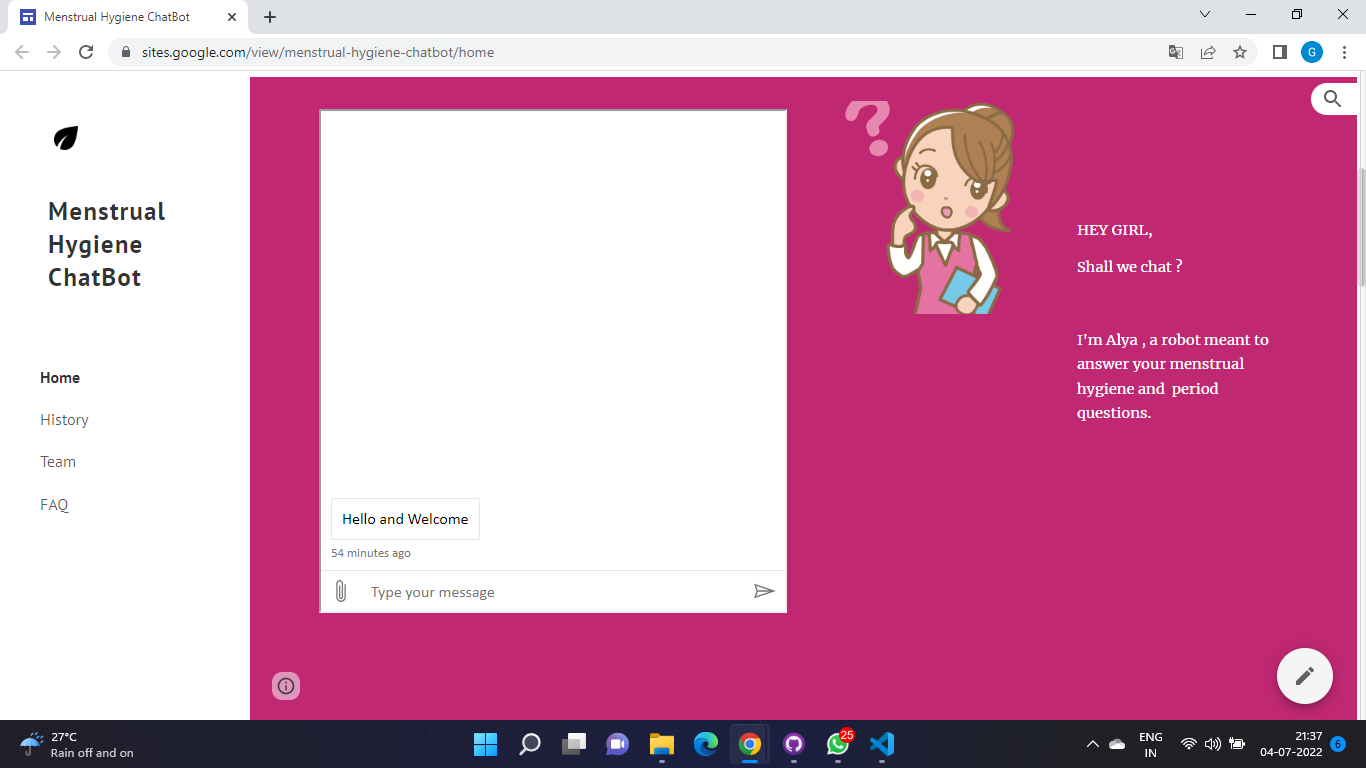 Menstrual Hygiene ChatBot
sites.google.com/view/menstrual-hygiene-chatbot/home
G
Menstrual
Hygiene
ChatBot
Home
History
Team
FAQ
?
HEY GIRL,
Shall we chat ?
I'm Alya , a robot meant to
answer your menstrual
hygiene and  period
questions.
Hello and Welcome
54 minutes ago
Type your message
27°C
Rain off and on
25
ENG
IN
21:37
04-07-2022
6